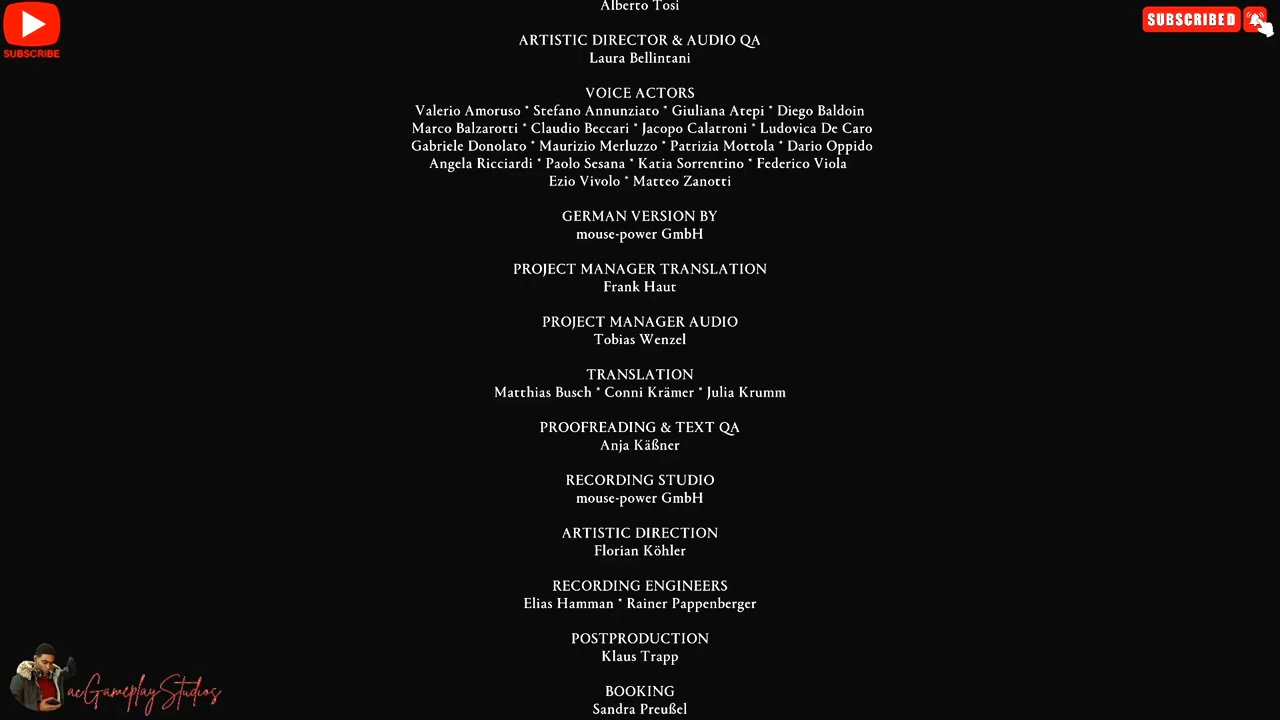 Alberto Tosi
SUBSCRIBE
SUBSCRIBED
ARTISTIC DIRECTOR & AUDIO QA
Laura Bellintani
VOICE ACTORS
Valerio Amoruso * Stefano Annunziato * Giuliana Atepi * Diego Baldoin
Marco Balzarotti * Claudio Beccari * Jacopo Calatroni * Ludovica De Caro
Gabriele Donolato * Maurizio Merluzzo * Patrizia Mottola * Dario Oppido
Angela Ricciardi * Paolo Sesana * Katia Sorrentino * Federico Viola
Ezio Vivolo * Matteo Zanotti
GERMAN VERSION BY
mouse-power GmbH
PROJECT MANAGER TRANSLATION
Frank Haut
PROJECT MANAGER AUDIO
Tobias Wenzel
TRANSLATION
Matthias Busch * Conni Krämer * Julia Krumm
PROOFREADING & TEXT QA
Anja Käßner
RECORDING STUDIO
mouse-power GmbH
ARTISTIC DIRECTION
Florian Köhler
RECORDING ENGINEERS
Elias Hamman * Rainer Pappenberger
POSTPRODUCTION
Klaus Trapp
BOOKING
Sandra Preußel
aeGameplayStudios